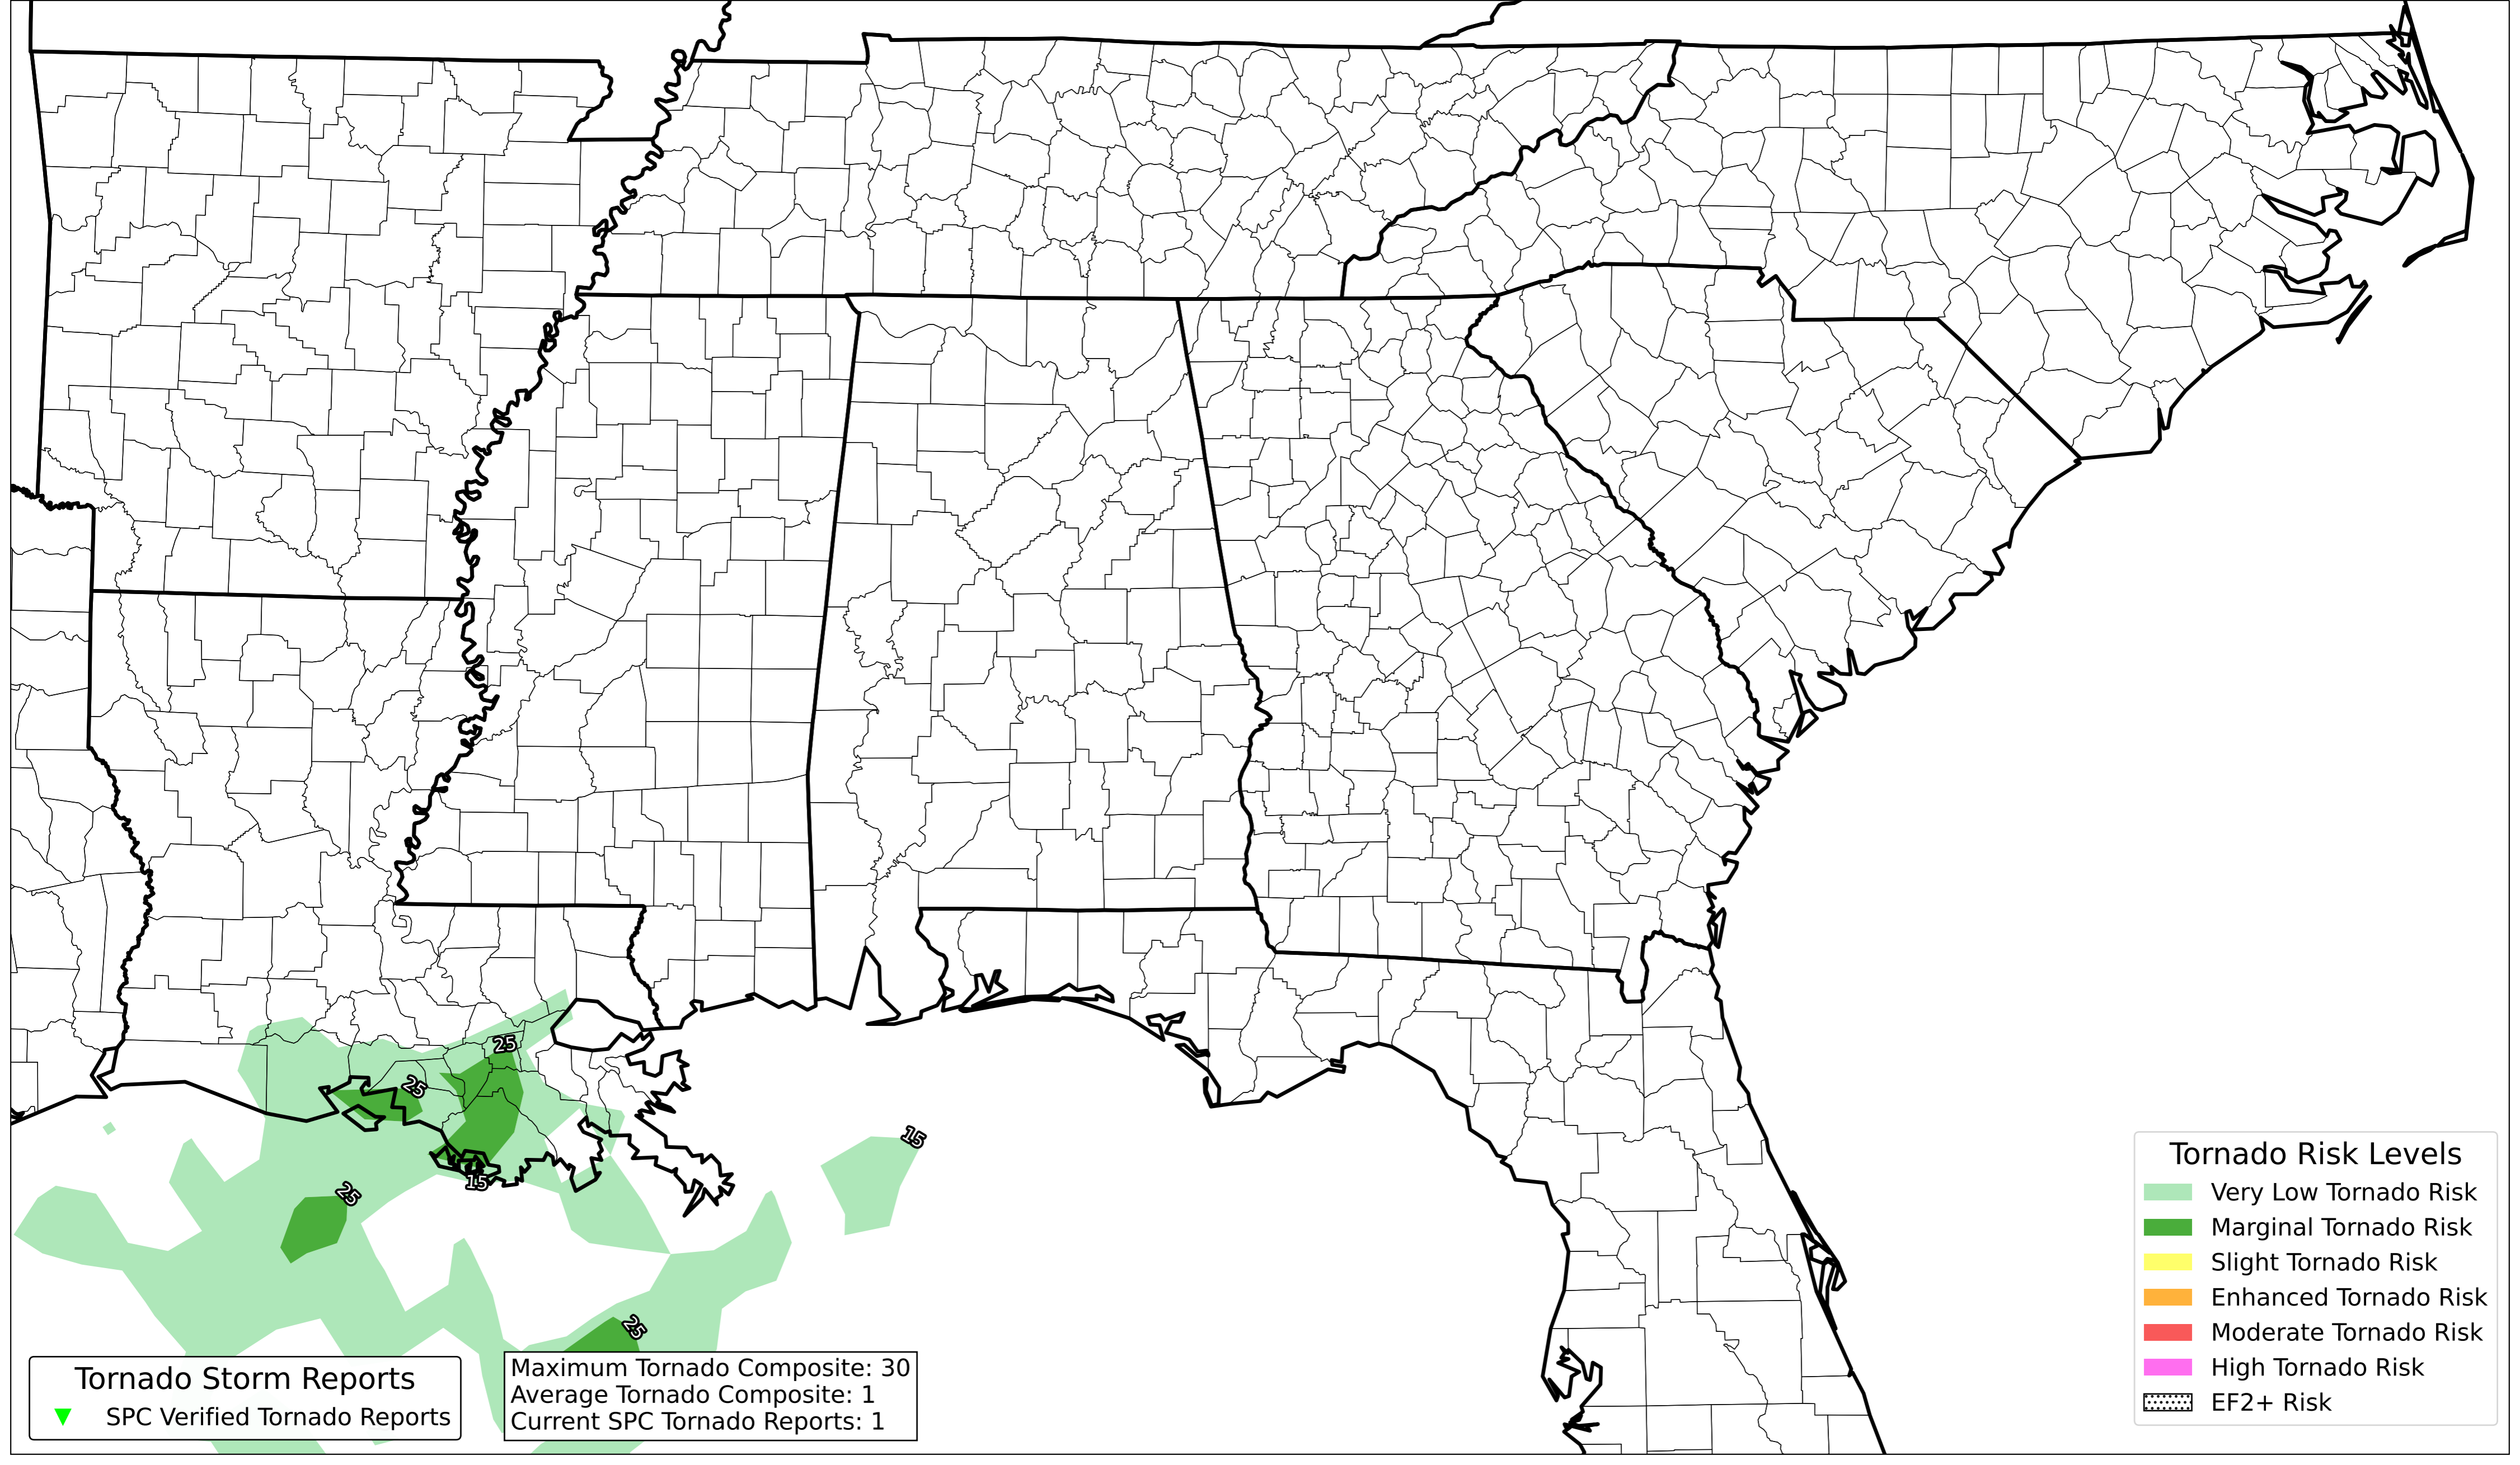 25
25
15
15
25
25
Tornado Risk Levels
Very Low Tornado Risk
Marginal Tornado Risk
Slight Tornado Risk
Enhanced Tornado Risk
Moderate Tornado Risk
High Tornado Risk
EF2+ Risk
Tornado Storm Reports
SPC Verified Tornado Reports
Maximum Tornado Composite: 30
Average Tornado Composite: 1
Current SPC Tornado Reports: 1